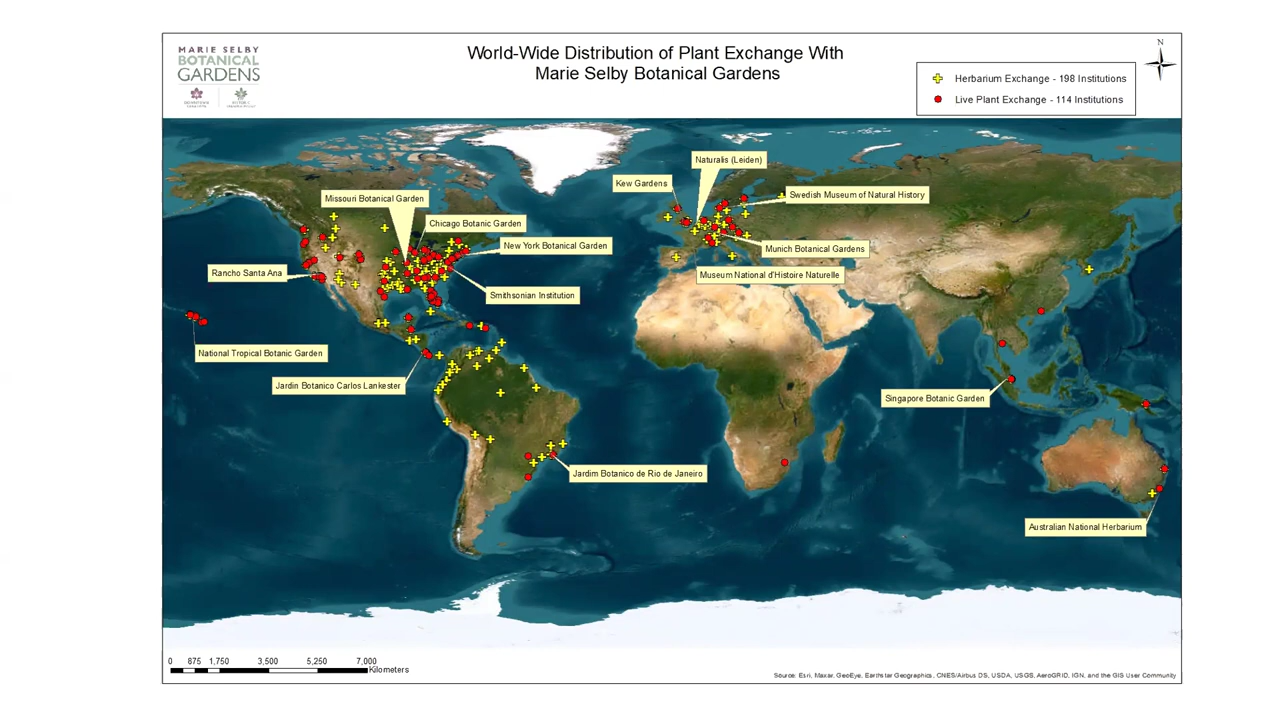 MARIE SELBY
BOTANICAL
GARDENS
World-Wide Distribution of Plant Exchange With
Marie Selby Botanical Gardens
N
Herbarium Exchange - 198 Institutions
Live Plant Exchange - 114 Institutions
Naturalis (Leiden)
Kew Gardens
Swedish Museum of Natural History
Missouri Botanical Garden
Chicago Botanic Garden
New York Botanical Garden
Munich Botanical Gardens
Rancho Santa Ana
Museum National d'Histoire Naturelle
Smithsonian Institution
National Tropical Botanic Garden
Jardin Botanico Carlos Lankester
Singapore Botanic Garden
Jardim Botanico de Rio de Janeiro
Australian National Herbarium
0 875 1,750 3,500 5,250 7,000
Kilometers
Source: Esri, Maxar, GeoEye, Earthstar Geographics, CNES/Airbus DS, USDA, USGS, AeroGRID, IGN, and the GIS User Community